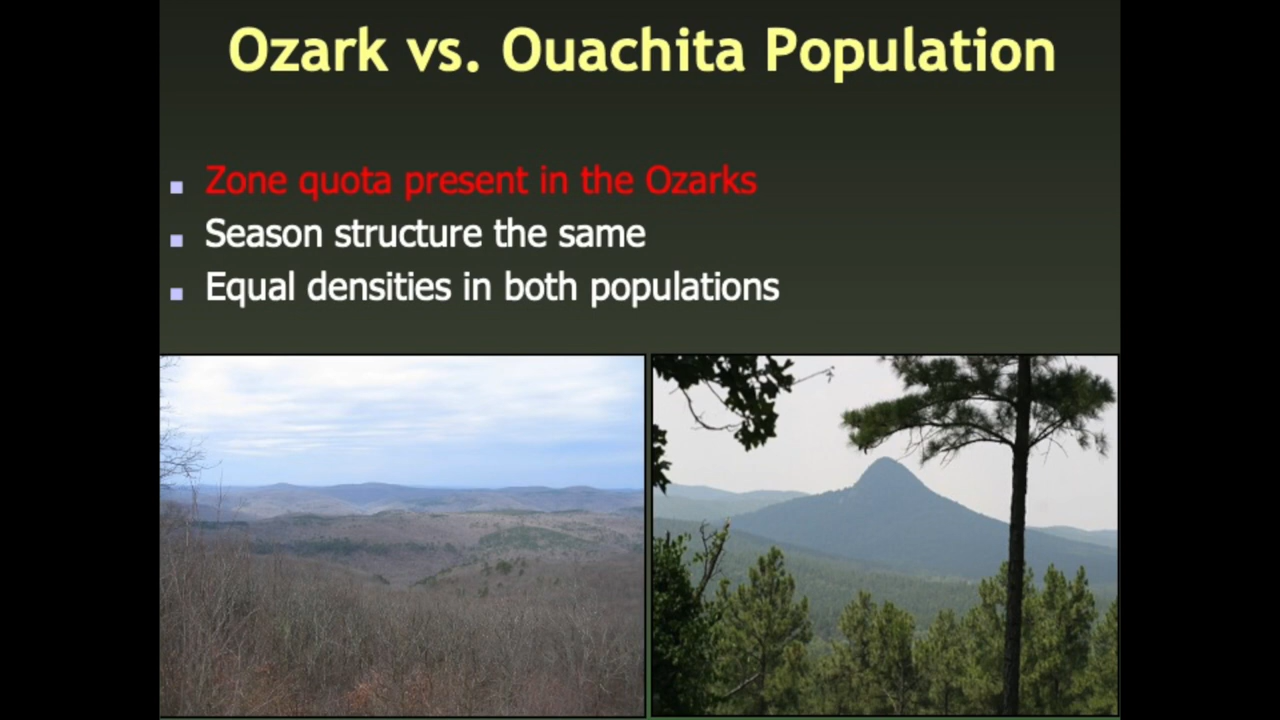 Ozark vs. Ouachita Population
Zone quota present in the Ozarks
Season structure the same
Equal densities in both populations